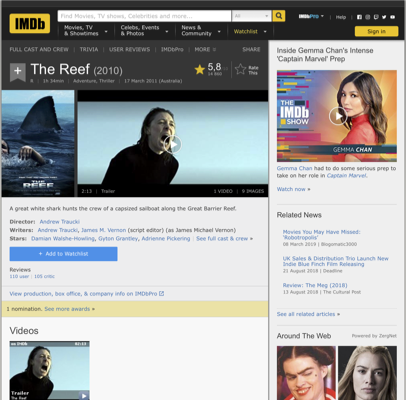 IMDb
Find Movies, TV shows, Celebrities and more...
All
IMDbPro
Help
Movies, TV
& Showtimes
Celebs, Events
& Photos
News &
Community
Watchlist
Sign in
FULL CAST AND CREW | TRIVIA | USER REVIEWS | IMDbPro | MORE
SHARE
The Reef (2010)
5,8
Rate
This
1h 34min | Adventure, Thriller | 17 March 2011 (Australia)
REEF
2:13 | Trailer
1 VIDEO | 9 IMAGES
A great white shark hunts the crew of a capsized sailboat along the Great Barrier Reef.
Director: Andrew Traucki
Writers: Andrew Traucki, James M. Vernon (script editor) (as James Michael Vernon)
Stars: Damian Walshe-Howling, Gyton Grantley, Adrienne Pickering | See full cast & crew »
+ Add to Watchlist
Reviews
110 user | 165 critic
View production, box office, & company info on IMDbPro
1 nomination. See more awards »
Videos
02:13
Trailer
Inside Gemma Chan's Intense
'Captain Marvel' Prep
THE
IMDb
SHOW
GEMMA CHAN
Gemma Chan had to do some serious prep to
take on her role in Captain Marvel.
Watch now »
Related News
Movies You May Have Missed:
'Robotropolis'
08 March 2019 | Blogomatic3000
UK Sales & Distribution Trio Launch New
Indie Blue Finch Film Releasing
21 August 2018 | Deadline
Review: The Meg (2018)
13 August 2018 | The Cultural Post
See all related articles »
Around The Web
Powered by ZergNet